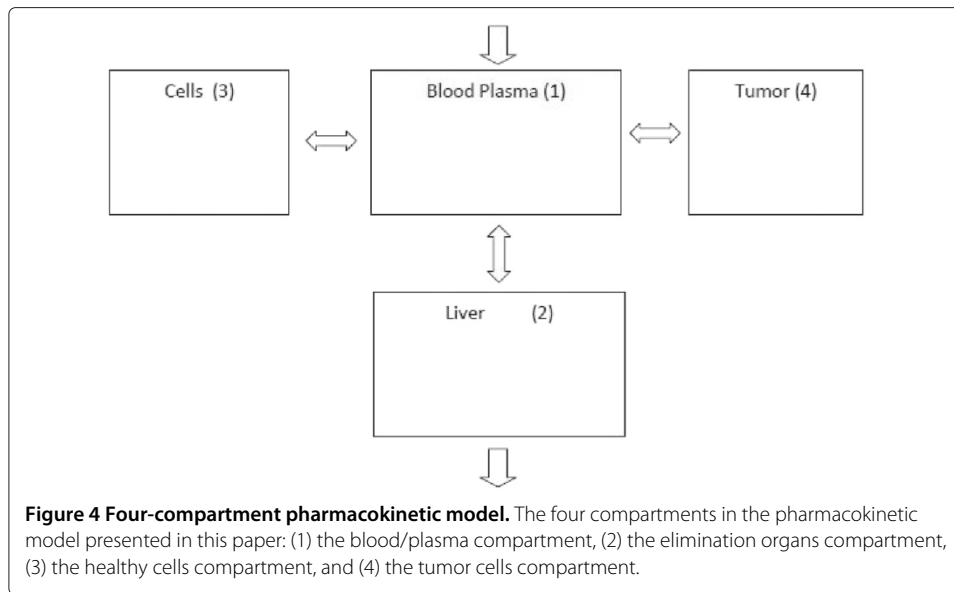 Cells (3)
Blood Plasma (1)
Tumor (4)
Liver (2)
Figure 4 Four-compartment pharmacokinetic model. The four compartments in the pharmacokinetic
model presented in this paper: (1) the blood/plasma compartment, (2) the elimination organs compartment,
(3) the healthy cells compartment, and (4) the tumor cells compartment.